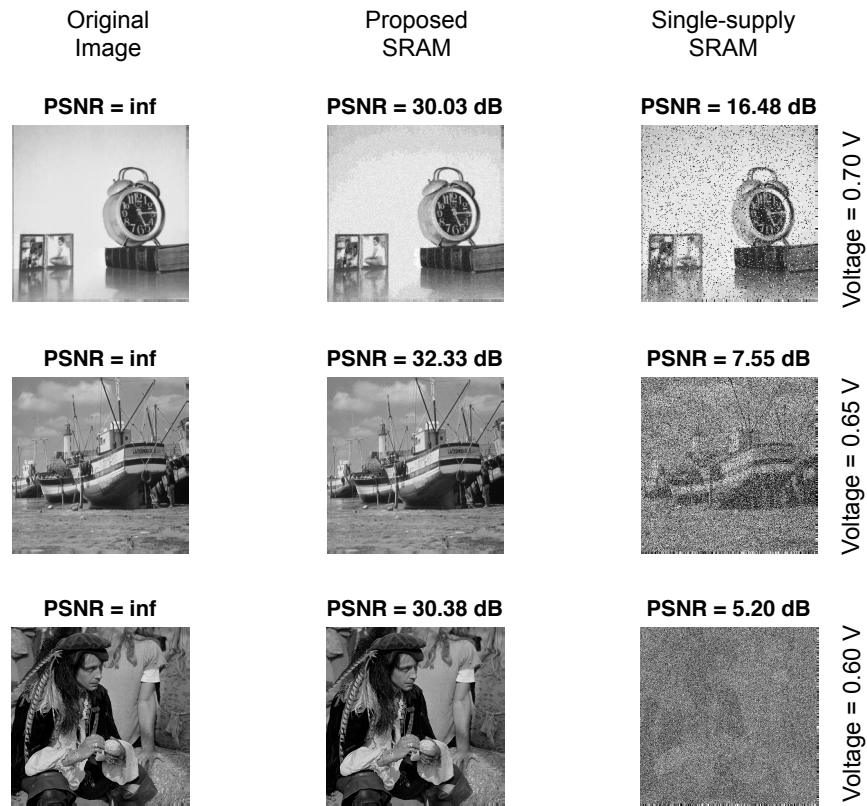 Original
Image
Proposed
SRAM
Single-supply
SRAM
PSNR = inf
PSNR = 30.03 dB
PSNR = 16.48 dB
Voltage = 0.70 V
PSNR = inf
PSNR = 32.33 dB
PSNR = 7.55 dB
Voltage = 0.65 V
PSNR = inf
PSNR = 30.38 dB
PSNR = 5.20 dB
Voltage = 0.60 V